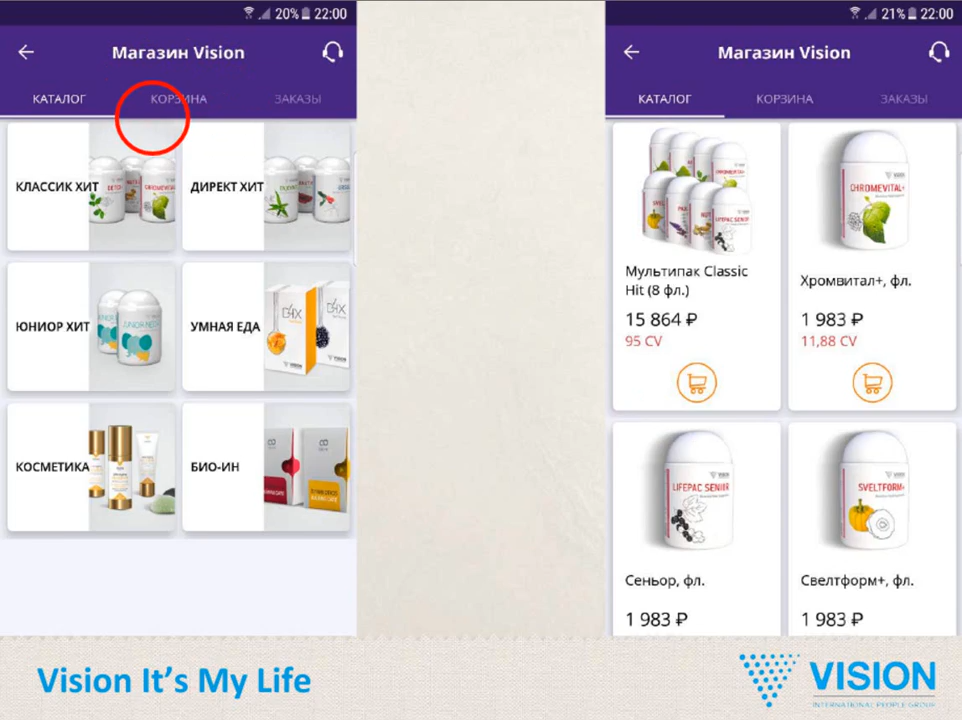 20% 22:00
Магазин Vision
КАТАЛОГ КОРЗИНА ЗАКАЗЫ
КЛАССИК ХИТ
ДИРЕКТ ХИТ
ЮНИОР ХИТ
УМНАЯ ЕДА
КОСМЕТИКА
БИО-ИН
21% 22:00
Магазин Vision
КАТАЛОГ КОРЗИНА ЗАКАЗЫ
Мультипак Classic
Hit (8 фл.)
15 864 ₽
95 CV
CHROMEVITAL+
Хромвитал+, фл.
1 983 ₽
11,88 CV
LIFEPAC SENIOR
Сеньор, фл.
1 983 ₽
SVELTFORM+
Свелтформ+, фл.
1 983 ₽
Vision It's My Life
VISION
INTERNATIONAL PEOPLE GROUP